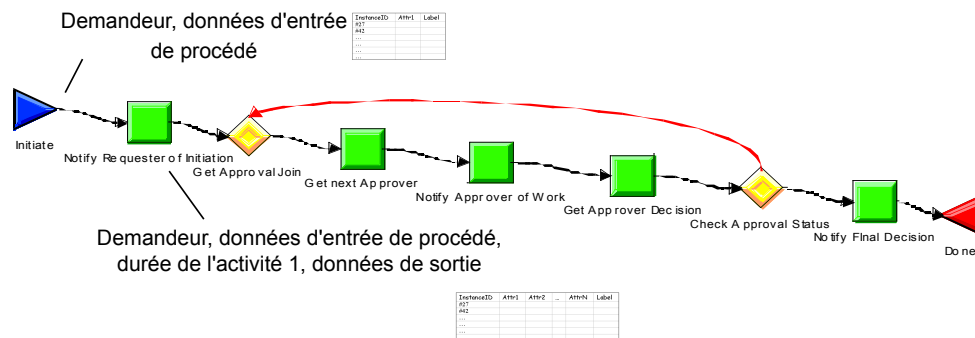 Demandeur, données d'entrée
de procédé
InstanceID Attr1 Label
#27
#42
...
...
...
...
Initiate
Notify Requester of Initiation
Get Approval Join
Get next Approver
Notify Approver of Work
Get Approver Decision
Check Approval Status
Notify FInal Decision
Done
Demandeur, données d'entrée de procédé,
durée de l'activité 1, données de sortie
InstanceID Attr1 Attr2 … AttrN Label
#27
#42
...
...